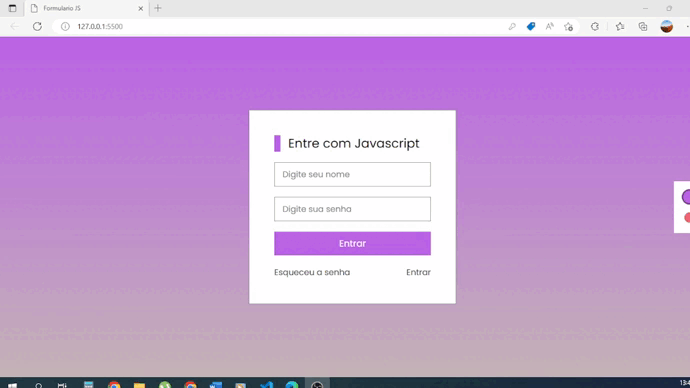 Formulario JS
127.0.0.1:5500
Entre com Javascript
Digite seu nome
Digite sua senha
Entrar
Esqueceu a senha
Entrar